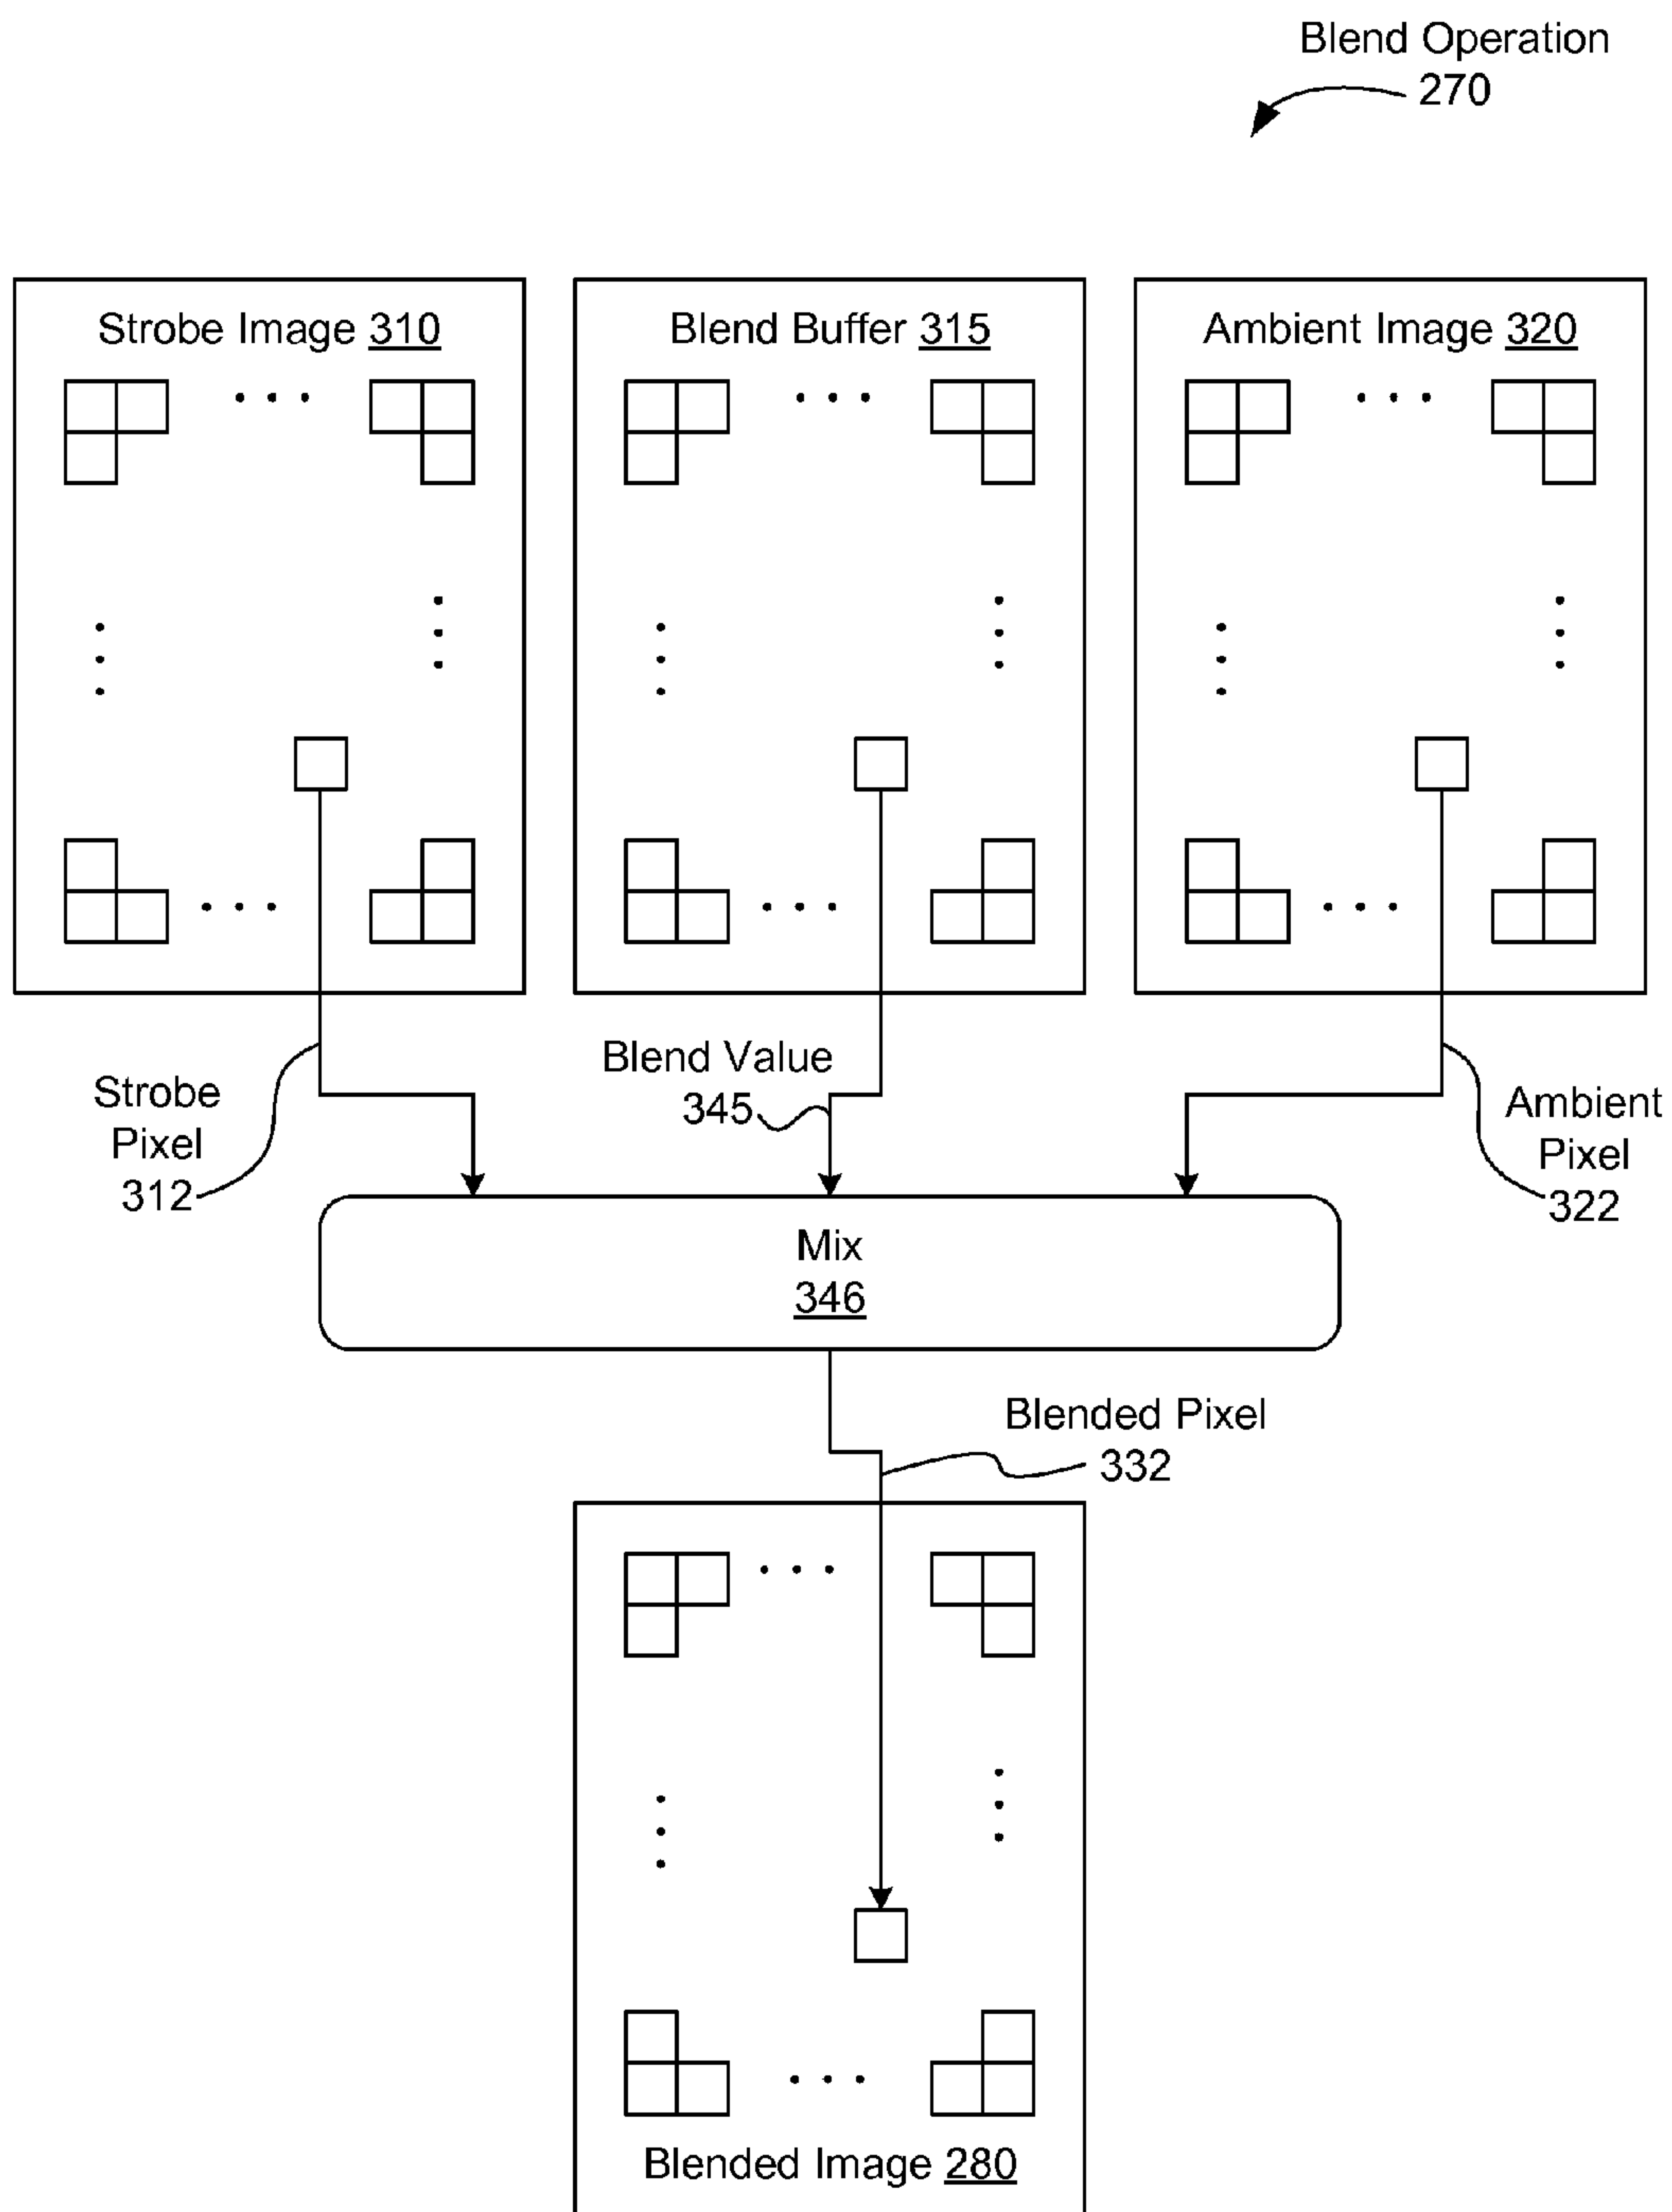 Blend Operation
270
Strobe Image 310
Blend Buffer 315
Ambient Image 320
Strobe
Pixel
312
Blend Value
345
Ambient
Pixel
322
Mix
346
Blended Pixel
332
Blended Image 280